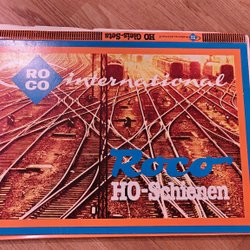 HO Gleis-Sets
RO
CO
international
Roco
HO-Schienen